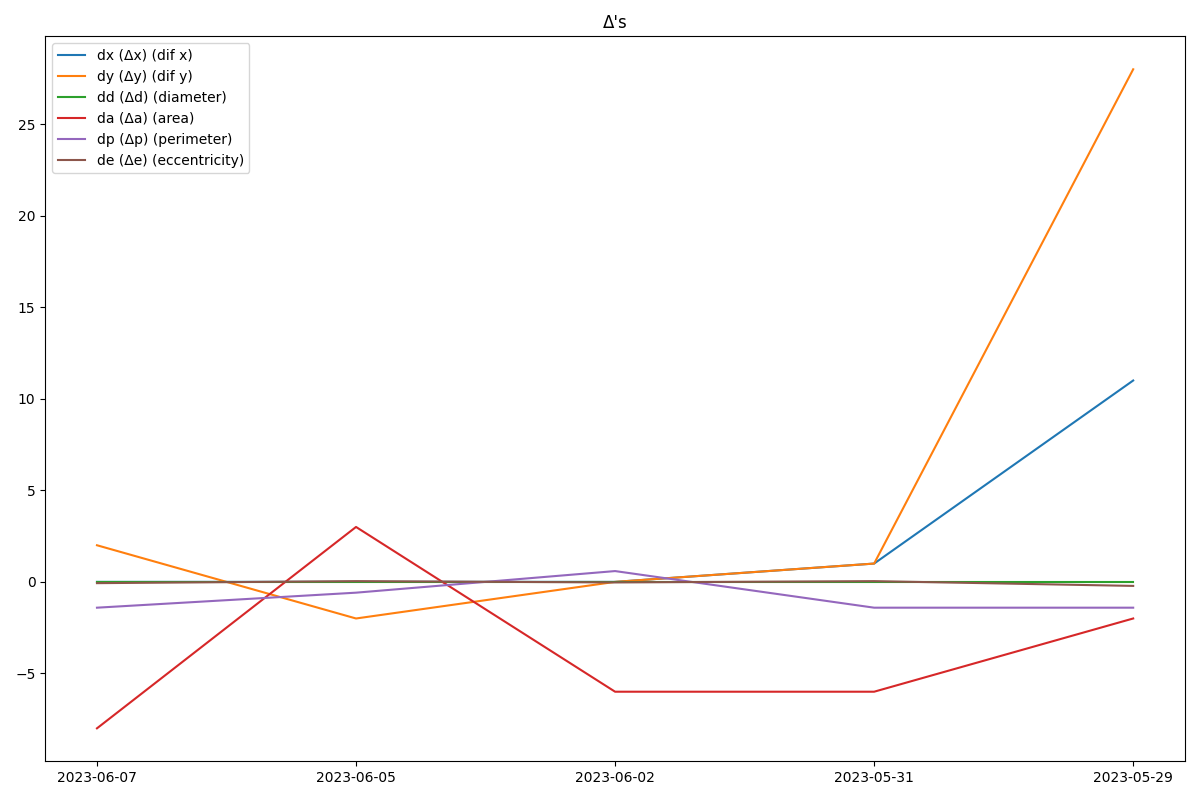 Δ's
dx (Δx) (dif x)
dy (Δy) (dif y)
dd (Δd) (diameter)
da (Δa) (area)
dp (Δp) (perimeter)
de (Δe) (eccentricity)
25
20
15
10
5
0
−5
2023-06-07 2023-06-05 2023-06-02 2023-05-31 2023-05-29